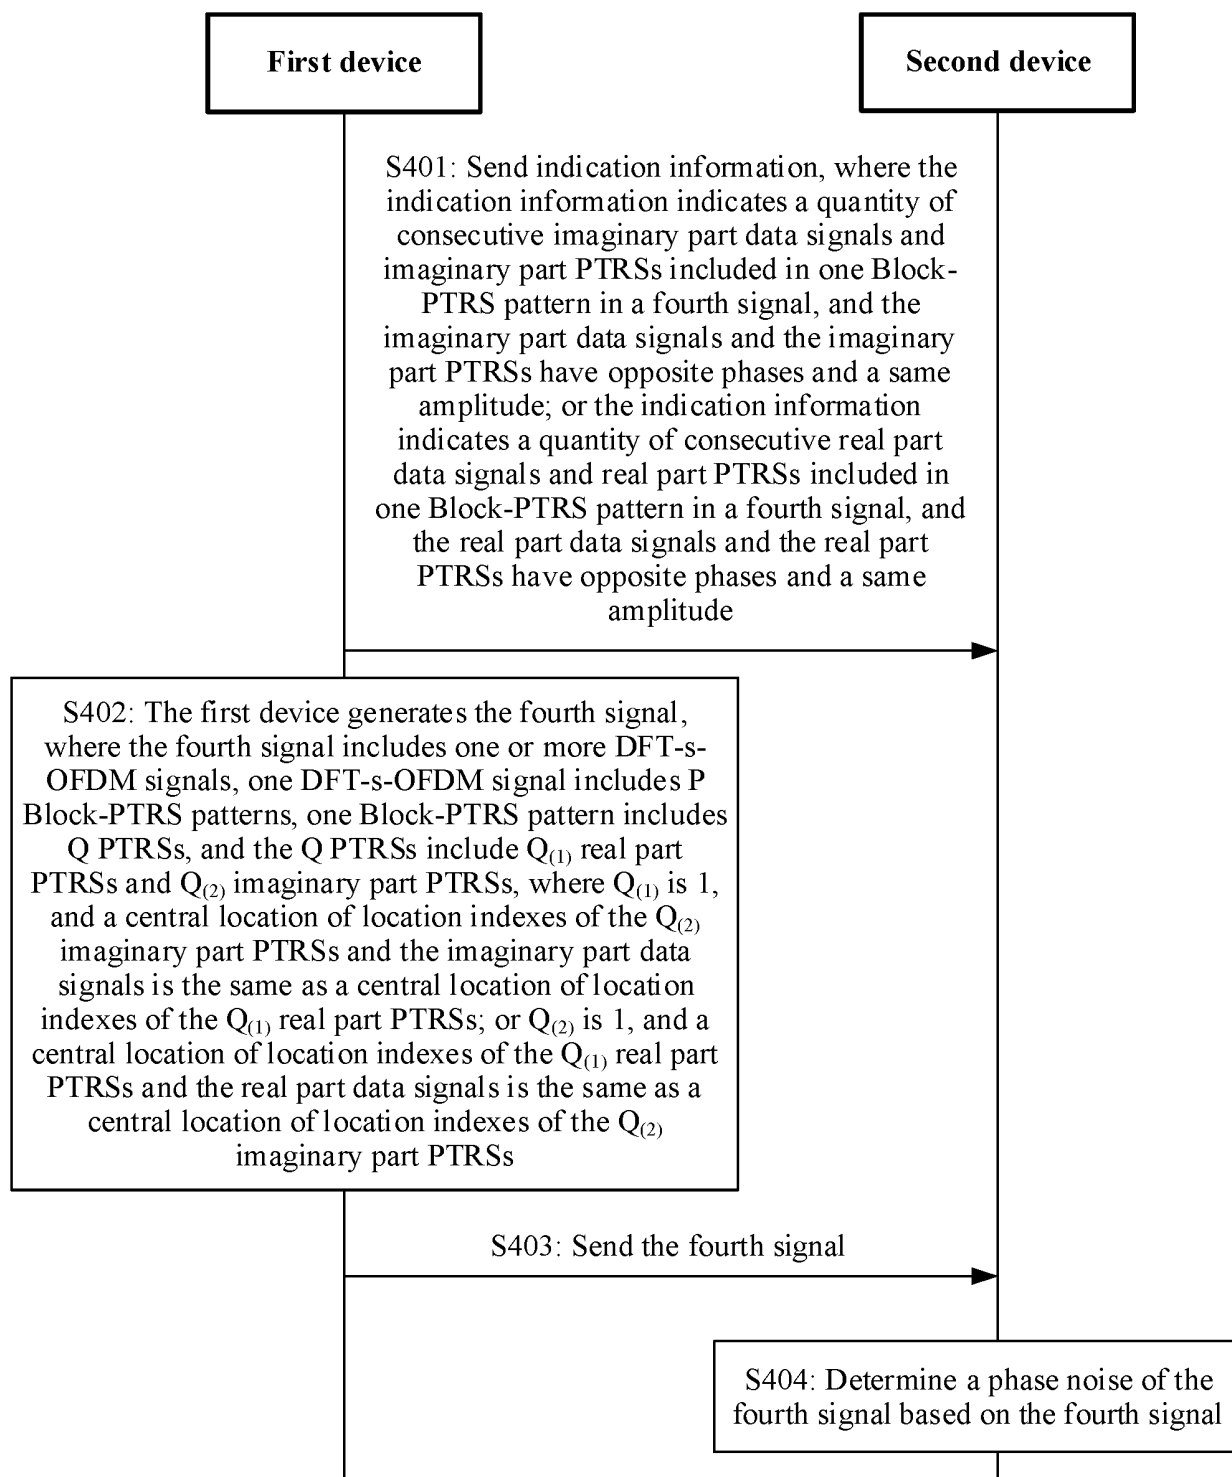 First device
Second device
S401: Send indication information, where the
indication information indicates a quantity of
consecutive imaginary part data signals and
imaginary part PTRSs included in one Block-
PTRS pattern in a fourth signal, and the
imaginary part data signals and the imaginary
part PTRSs have opposite phases and a same
amplitude; or the indication information
indicates a quantity of consecutive real part
data signals and real part PTRSs included in
one Block-PTRS pattern in a fourth signal, and
the real part data signals and the real part
PTRSs have opposite phases and a same
amplitude
S402: The first device generates the fourth signal,
where the fourth signal includes one or more DFT-s-
OFDM signals, one DFT-s-OFDM signal includes P
Block-PTRS patterns, one Block-PTRS pattern includes
Q PTRSs, and the Q PTRSs include Q(1) real part
PTRSs and Q(2) imaginary part PTRSs, where Q(1) is 1,
and a central location of location indexes of the Q(2)
imaginary part PTRSs and the imaginary part data
signals is the same as a central location of location
indexes of the Q(1) real part PTRSs; or Q(2) is 1, and a
central location of location indexes of the Q(1) real part
PTRSs and the real part data signals is the same as a
central location of location indexes of the Q(2)
imaginary part PTRSs
S403: Send the fourth signal
S404: Determine a phase noise of the
fourth signal based on the fourth signal